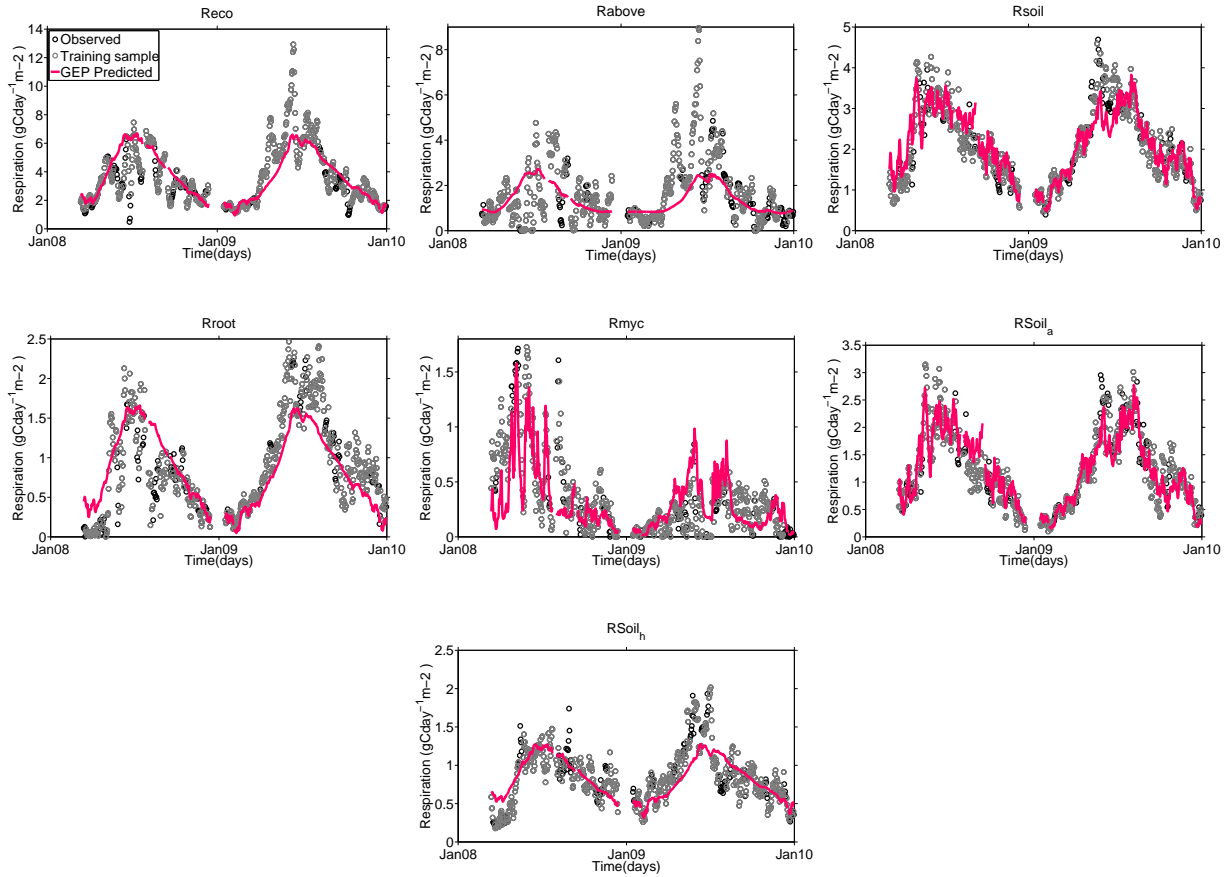 Reco
Respiration (gCday⁻¹m−2 )
14
12
10
8
6
4
2
0
Observed
Training sample
GEP Predicted
Jan08
Jan09
Jan10
Time(days)
Rabove
Respiration (gCday⁻¹m−2 )
8
6
4
2
0
Jan08
Jan09
Jan10
Time(days)
Rsoil
Respiration (gCday⁻¹m−2 )
5
4
3
2
1
0
Jan08
Jan09
Jan10
Time(days)
Rroot
Respiration (gCday⁻¹m−2 )
2.5
2
1.5
1
0.5
0
Jan08
Jan09
Jan10
Time(days)
Rmyc
Respiration (gCday⁻¹m−2 )
1.5
1
0.5
0
Jan08
Jan09
Jan10
Time(days)
RSoilₐ
Respiration (gCday⁻¹m−2 )
3.5
3
2.5
2
1.5
1
0.5
0
Jan08
Jan09
Jan10
Time(days)
RSoilₕ
Respiration (gCday⁻¹m−2 )
2.5
2
1.5
1
0.5
0
Jan08
Jan09
Jan10
Time(days)